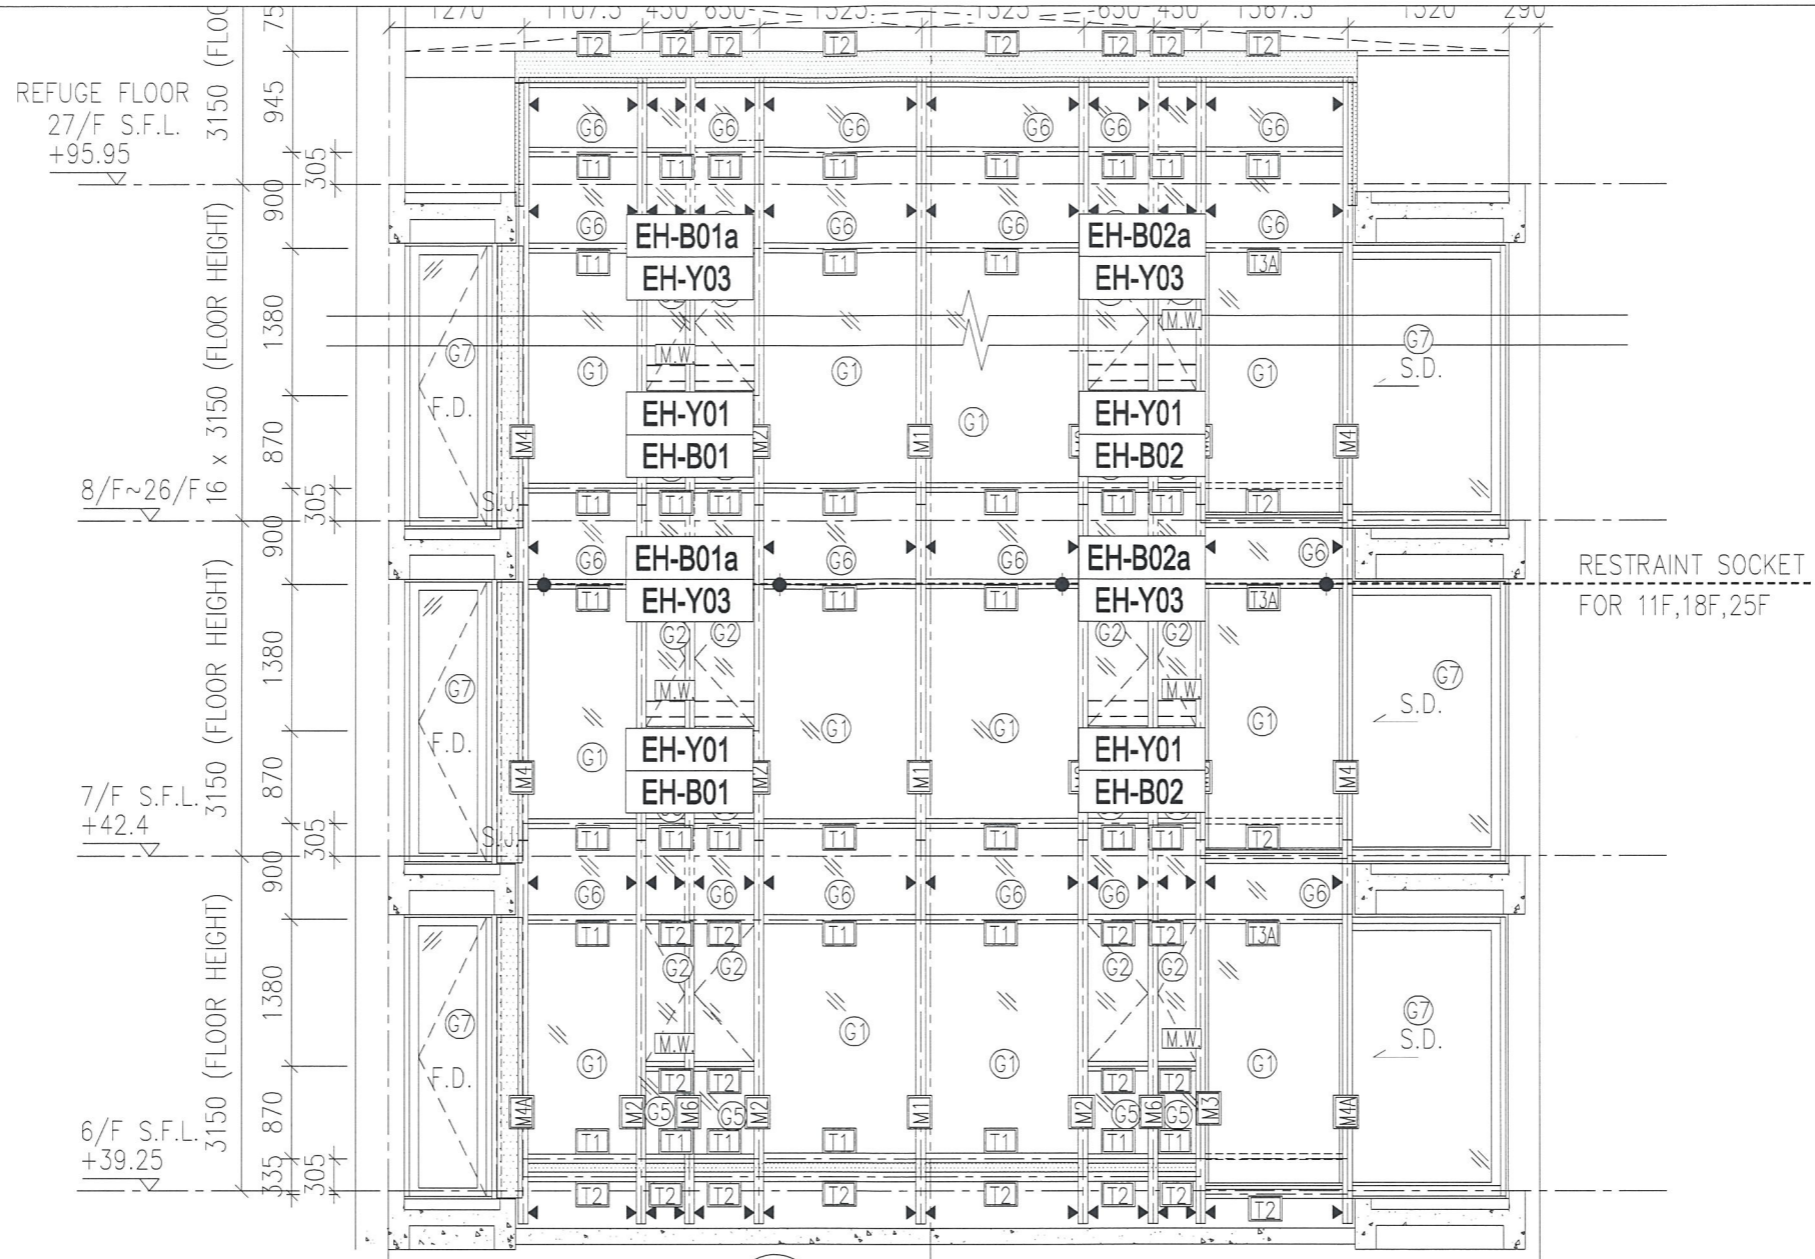 1270 1107.5 450 650 1525 1525 650 450 1367.5 1320 290
T2 T2 T2 T2 T2 T2 T2 T2
REFUGE FLOOR
27/F S.F.L.
+95.95
945
305
G6 G6 G6 G6 G6 G6
T1 T1 T1 T1 T1 T1 T1 T1
900
G6 G6 G6 G6
EH-B01a EH-B02a
EH-Y03 EH-Y03
T1 T1 T1 T3A
16 x 3150 (FLOOR HEIGHT)
1380
M.W. M.W.
G7 G1 G1 G1 G1 G7
F.D. S.D.
EH-Y01 EH-Y01
EH-B01 EH-B02
870
M4 M2 M1 M4
8/F~26/F
S.J.
305
T1 T1 T1 T1 T1 T1 T1 T2
900
G6 G6 G6 G6
EH-B01a EH-B02a
EH-Y03 EH-Y03
RESTRAINT SOCKET
FOR 11F,18F,25F
T1 T1 T1 T3A
3150 (FLOOR HEIGHT)
1380
G2 G2 G2 G2
M.W. M.W.
G7 G1 G1 G1 G1 G7
F.D. S.D.
EH-Y01 EH-Y01
EH-B01 EH-B02
870
M4 M2 M1 M4
7/F S.F.L.
+42.4
S.J.
305
T1 T1 T1 T1 T1 T1 T1 T2
900
G6 G6 G6 G6 G6 G6
T1 T2 T2 T1 T1 T2 T2 T3A
3150 (FLOOR HEIGHT)
1380
G2 G2 G2 G2
M.W. M.W.
G7 G1 G1 G1 G1 G7
F.D. S.D.
T2 T2 T2 T2
870
M4A M2 G5 M6 G5 M2 M1 M2 G5 M6 G5 M3 M4A
T1 T1 T1 T1 T1 T1 T1
6/F S.F.L.
+39.25
335
305
T2 T2 T2 T2 T2 T2 T2 T2